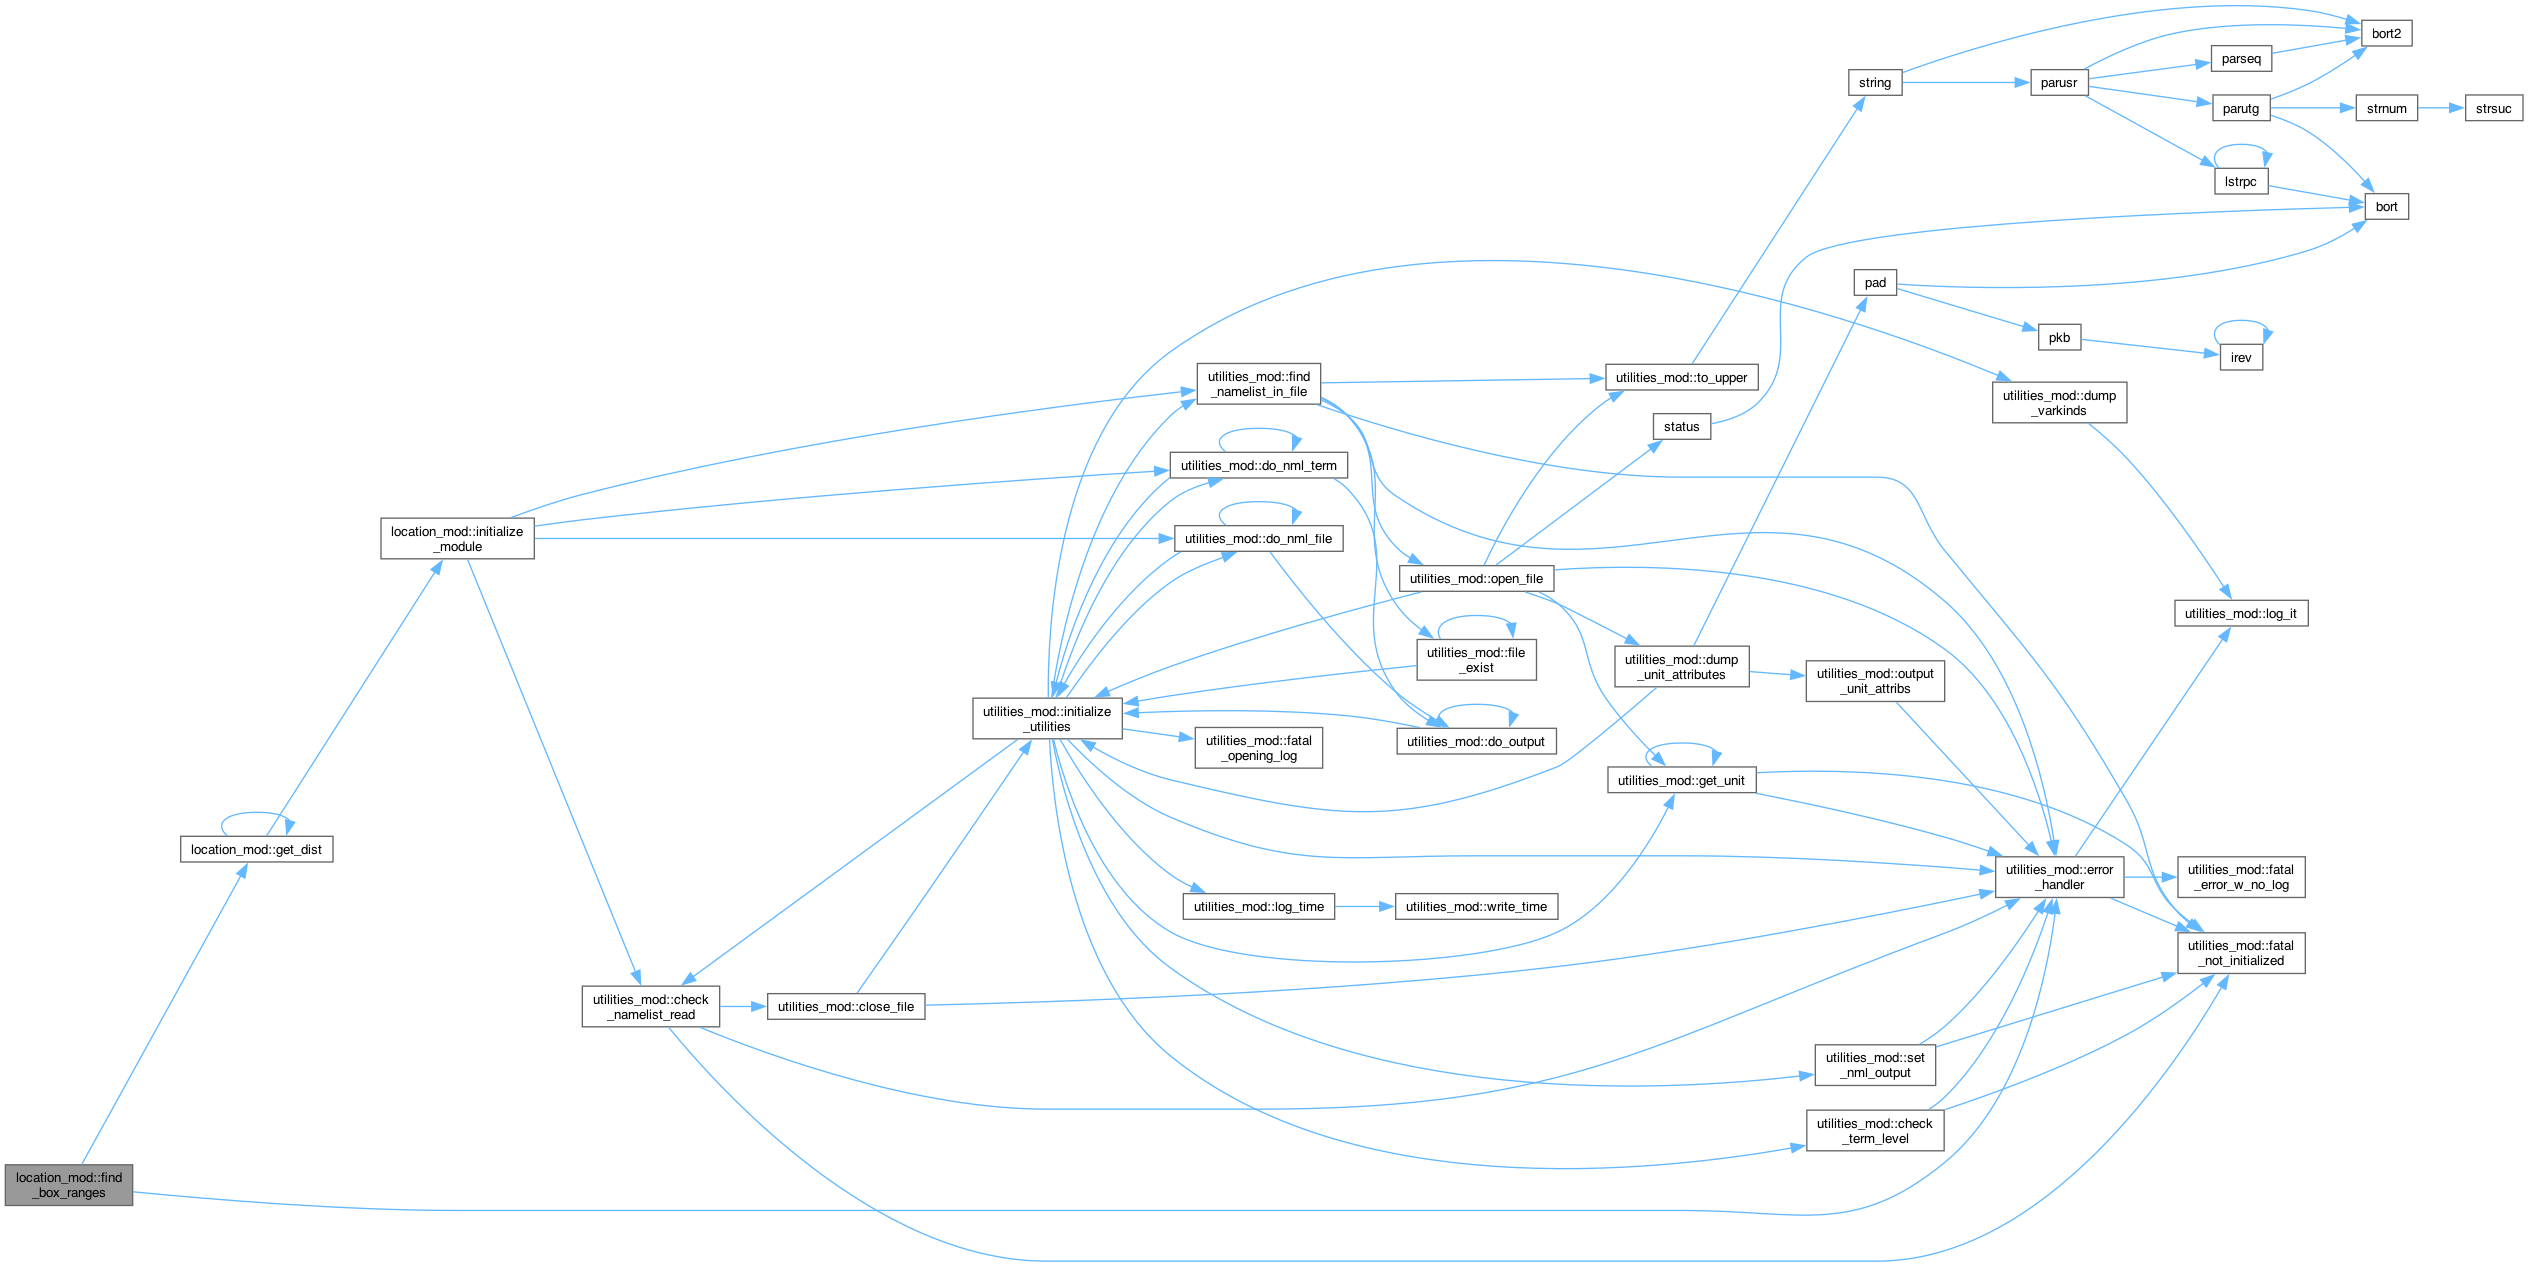 location_mod::find
_box_ranges
location_mod::get_dist
location_mod::initialize
_module
utilities_mod::check
_namelist_read
utilities_mod::close_file
utilities_mod::initialize
_utilities
utilities_mod::find
_namelist_in_file
utilities_mod::do_nml_term
utilities_mod::do_nml_file
utilities_mod::fatal
_opening_log
utilities_mod::log_time
utilities_mod::open_file
utilities_mod::file
_exist
utilities_mod::do_output
utilities_mod::write_time
utilities_mod::to_upper
status
utilities_mod::dump
_unit_attributes
utilities_mod::get_unit
string
pad
utilities_mod::output
_unit_attribs
utilities_mod::set
_nml_output
utilities_mod::check
_term_level
parusr
pkb
utilities_mod::dump
_varkinds
utilities_mod::error
_handler
parseq
parutg
lstrpc
irev
utilities_mod::log_it
utilities_mod::fatal
_error_w_no_log
utilities_mod::fatal
_not_initialized
bort2
strnum
bort
strsuc